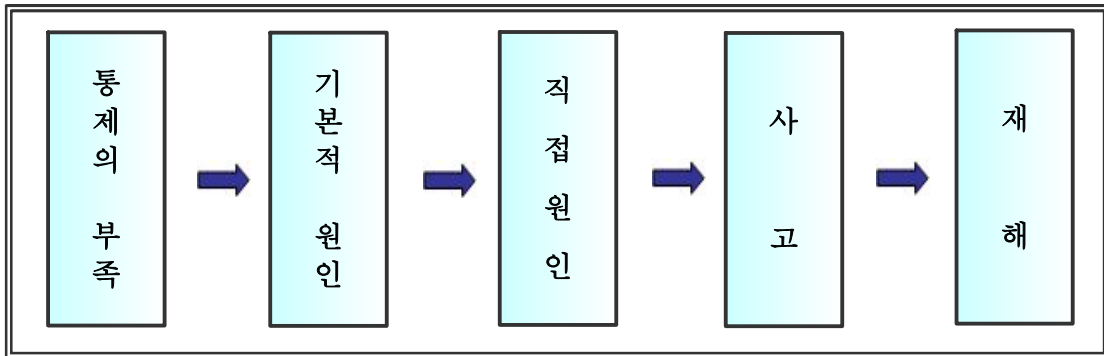 통제의 부족
기본적 원인
직접원인
사고
재해